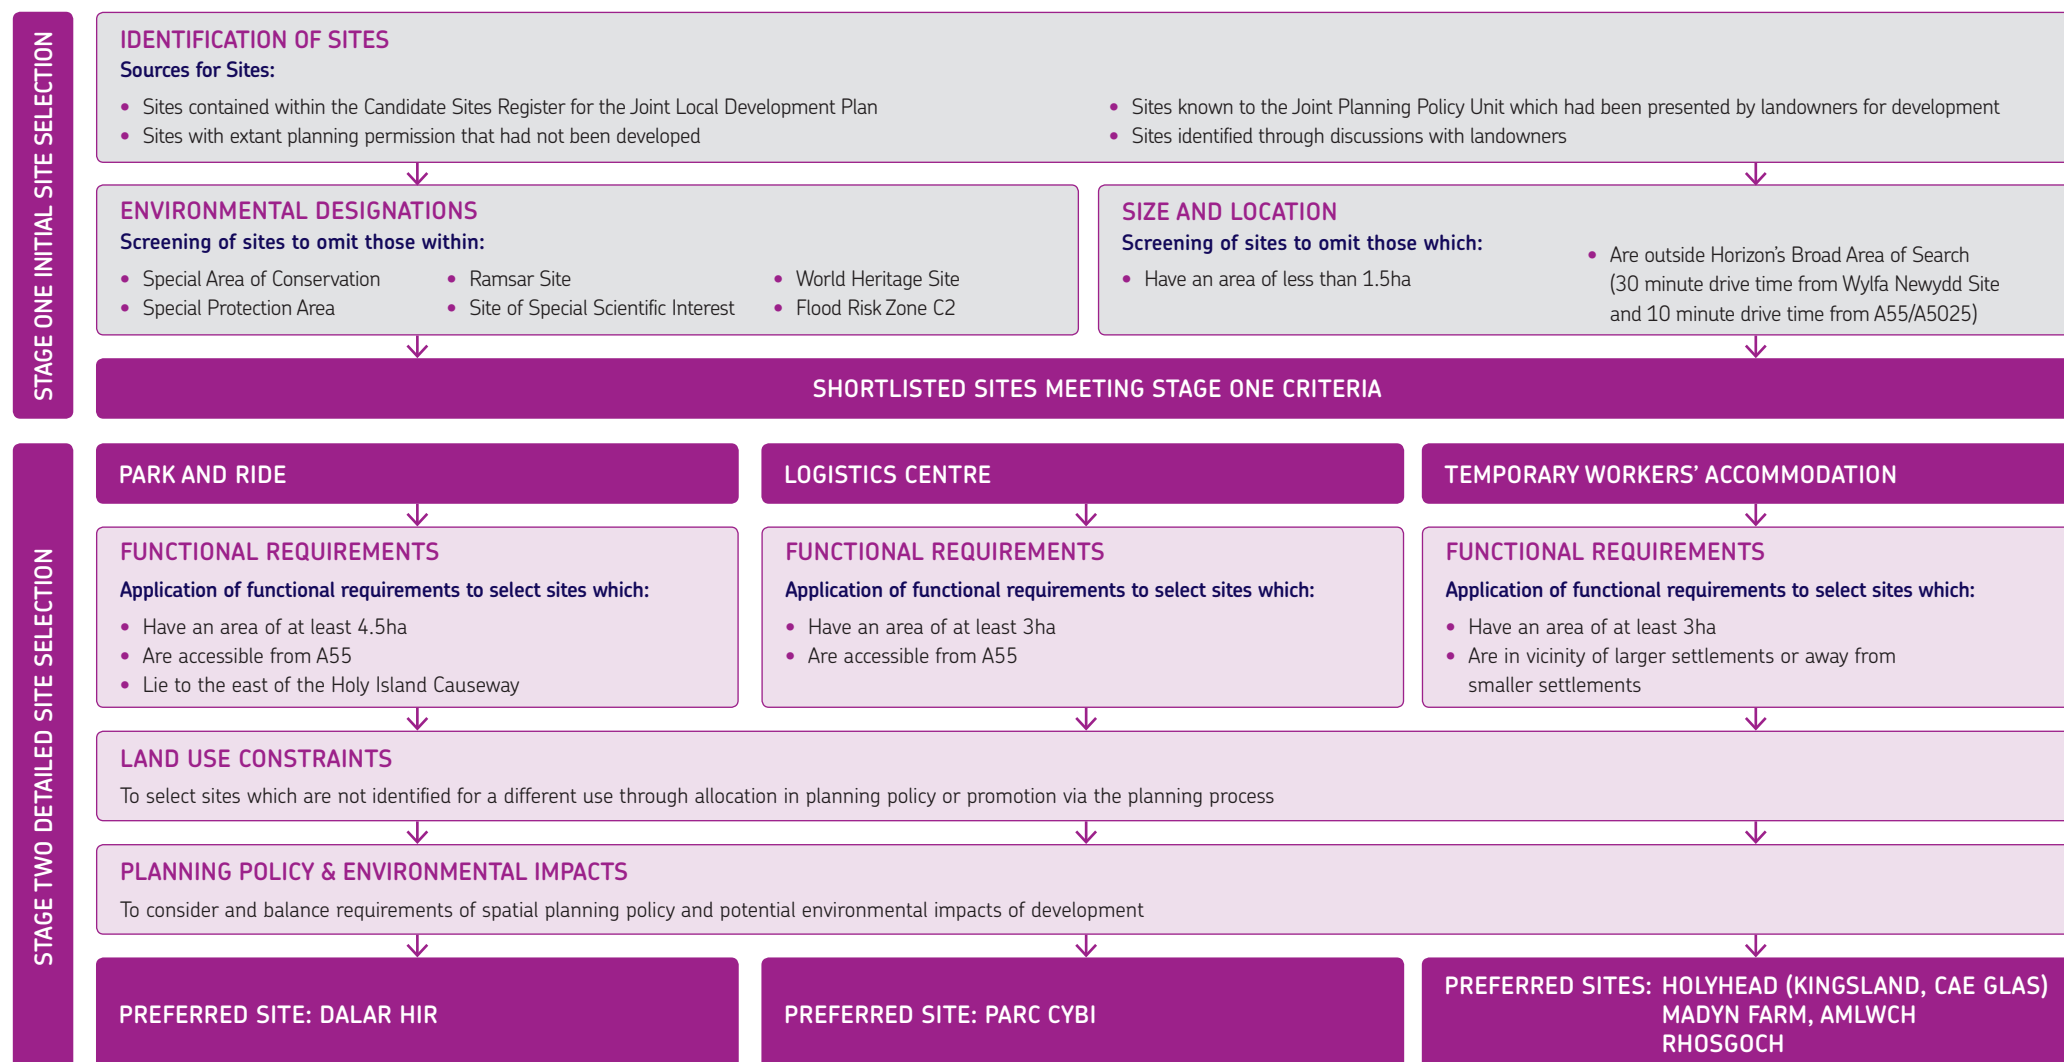 STAGE ONE INITIAL SITE SELECTION
IDENTIFICATION OF SITES
Sources for Sites:
• Sites contained within the Candidate Sites Register for the Joint Local Development Plan
• Sites with extant planning permission that had not been developed
• Sites known to the Joint Planning Policy Unit which had been presented by landowners for development
• Sites identified through discussions with landowners
ENVIRONMENTAL DESIGNATIONS
Screening of sites to omit those within:
• Special Area of Conservation
• Special Protection Area
• Ramsar Site
• Site of Special Scientific Interest
• World Heritage Site
• Flood Risk Zone C2
SIZE AND LOCATION
Screening of sites to omit those which:
• Have an area of less than 1.5ha
• Are outside Horizon's Broad Area of Search
(30 minute drive time from Wylfa Newydd Site
and 10 minute drive time from A55/A5025)
SHORTLISTED SITES MEETING STAGE ONE CRITERIA
STAGE TWO DETAILED SITE SELECTION
PARK AND RIDE
FUNCTIONAL REQUIREMENTS
Application of functional requirements to select sites which:
• Have an area of at least 4.5ha
• Are accessible from A55
• Lie to the east of the Holy Island Causeway
LOGISTICS CENTRE
FUNCTIONAL REQUIREMENTS
Application of functional requirements to select sites which:
• Have an area of at least 3ha
• Are accessible from A55
TEMPORARY WORKERS' ACCOMMODATION
FUNCTIONAL REQUIREMENTS
Application of functional requirements to select sites which:
• Have an area of at least 3ha
• Are in vicinity of larger settlements or away from
smaller settlements
LAND USE CONSTRAINTS
To select sites which are not identified for a different use through allocation in planning policy or promotion via the planning process
PLANNING POLICY & ENVIRONMENTAL IMPACTS
To consider and balance requirements of spatial planning policy and potential environmental impacts of development
PREFERRED SITE: DALAR HIR
PREFERRED SITE: PARC CYBI
PREFERRED SITES: HOLYHEAD (KINGSLAND, CAE GLAS)
MADYN FARM, AMLWCH
RHOSGOCH